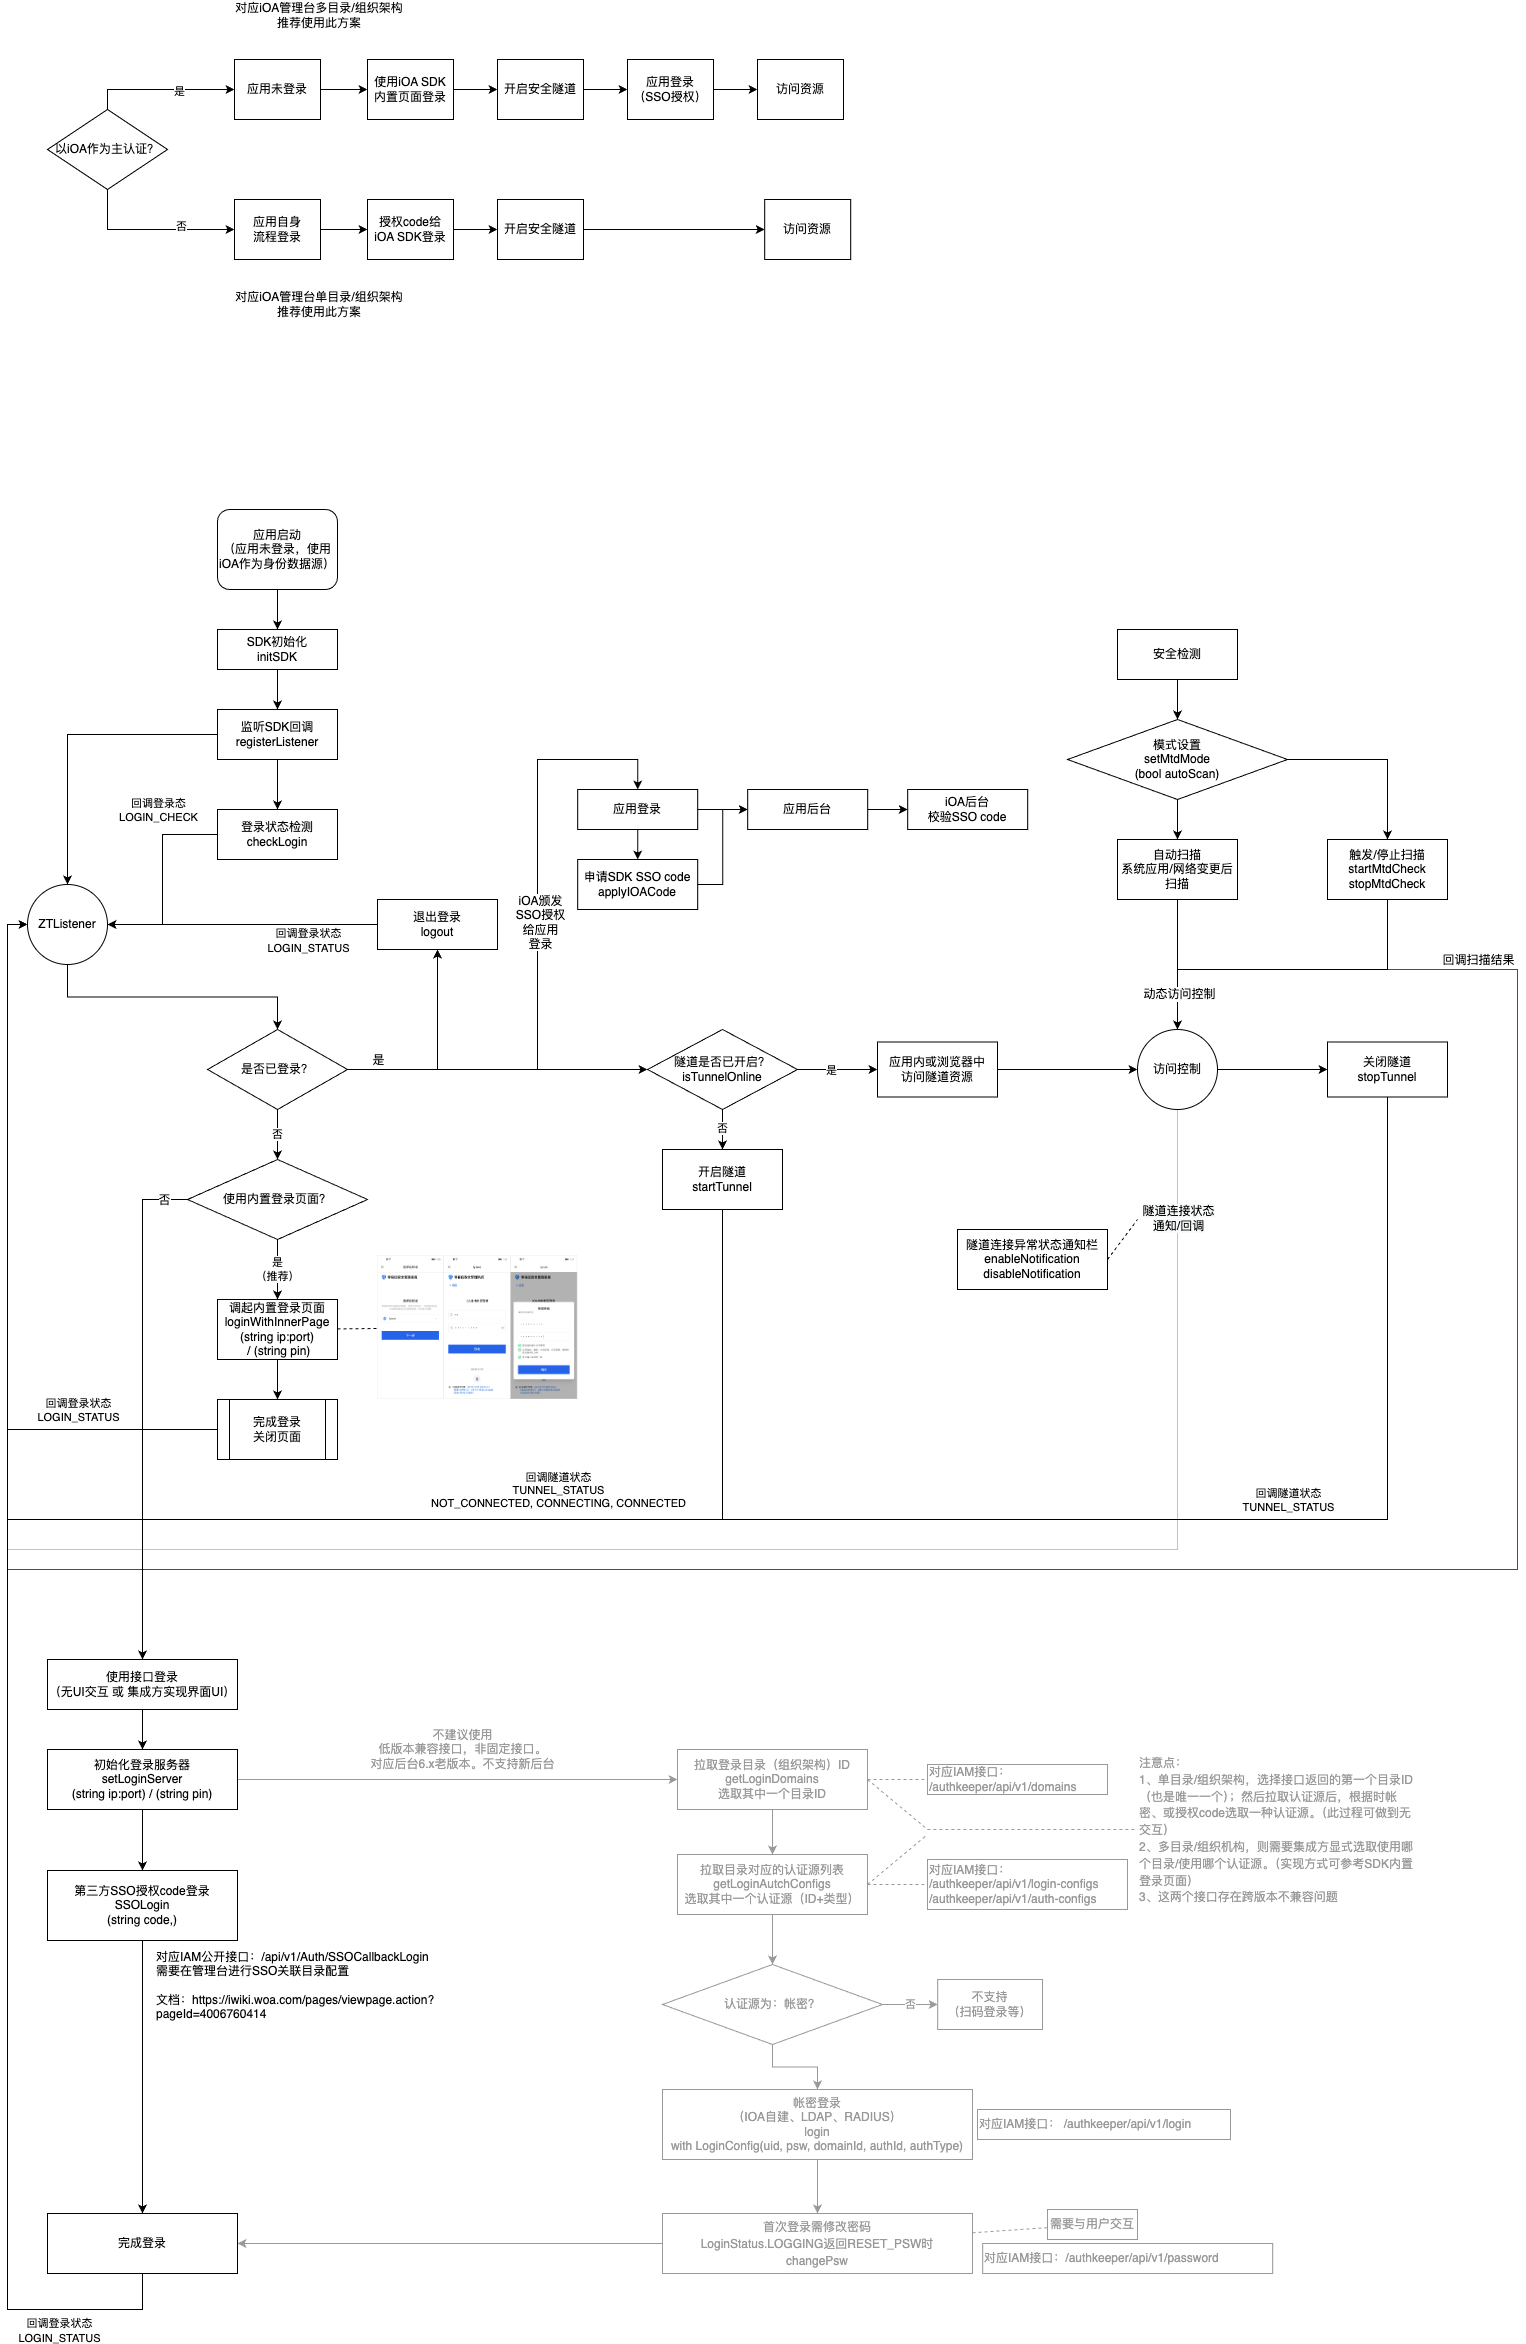 对应iOA管理台多目录/组织架构
推荐使用此方案
以iOA作为主认证?
是
应用未登录
使用iOA SDK
内置页面登录
开启安全隧道
应用登录
（SSO授权）
访问资源
否
应用自身
流程登录
授权code给
iOA SDK登录
开启安全隧道
访问资源
对应iOA管理台单目录/组织架构
推荐使用此方案
应用启动
（应用未登录，使用
iOA作为身份数据源）
SDK初始化
initSDK
监听SDK回调
registerListener
回调登录态
LOGIN_CHECK
登录状态检测
checkLogin
ZTListener
退出登录
logout
回调登录状态
LOGIN_STATUS
iOA颁发
SSO授权
给应用
登录
应用登录
申请SDK SSO code
applyIOACode
应用后台
iOA后台
校验SSO code
安全检测
模式设置
setMtdMode
(bool autoScan)
自动扫描
系统应用/网络变更后
扫描
触发/停止扫描
startMtdCheck
stopMtdCheck
回调扫描结果
动态访问控制
是否已登录?
是
隧道是否已开启?
isTunnelOnline
是
应用内或浏览器中
访问隧道资源
访问控制
关闭隧道
stopTunnel
否
否
开启隧道
startTunnel
使用内置登录页面?
否
是
（推荐）
隧道连接状态
通知/回调
隧道连接异常状态通知栏
enableNotification
disableNotification
调起内置登录页面
loginWithInnerPage
(string ip:port)
/ (string pin)
回调登录状态
LOGIN_STATUS
完成登录
关闭页面
回调隧道状态
TUNNEL_STATUS
NOT_CONNECTED, CONNECTING, CONNECTED
回调隧道状态
TUNNEL_STATUS
使用接口登录
（无UI交互 或 集成方实现界面UI）
初始化登录服务器
setLoginServer
(string ip:port) / (string pin)
不建议使用
低版本兼容接口，非固定接口。
对应后台6.x老版本。不支持新后台
拉取登录目录（组织架构）ID
getLoginDomains
选取其中一个目录ID
对应IAM接口：
/authkeeper/api/v1/domains
注意点：
1、单目录/组织架构，选择接口返回的第一个目录ID
（也是唯一一个）；然后拉取认证源后，根据时帐
密、或授权code选取一种认证源。（此过程可做到无
交互）
2、多目录/组织机构，则需要集成方显式选取使用哪
个目录/使用哪个认证源。（实现方式可参考SDK内置
登录页面）
3、这两个接口存在跨版本不兼容问题
拉取目录对应的认证源列表
getLoginAutchConfigs
选取其中一个认证源（ID+类型）
对应IAM接口：
/authkeeper/api/v1/login-configs
/authkeeper/api/v1/auth-configs
第三方SSO授权code登录
SSOLogin
(string code,)
对应IAM公开接口：/api/v1/Auth/SSOCallbackLogin
需要在管理台进行SSO关联目录配置
文档：https://iwiki.woa.com/pages/viewpage.action?
pageId=4006760414
认证源为：帐密?
否
不支持
（扫码登录等）
帐密登录
（IOA自建、LDAP、RADIUS）
login
with LoginConfig(uid, psw, domainId, authId, authType)
对应IAM接口： /authkeeper/api/v1/login
完成登录
首次登录需修改密码
LoginStatus.LOGGING返回RESET_PSW时
changePsw
需要与用户交互
对应IAM接口：/authkeeper/api/v1/password
回调登录状态
LOGIN_STATUS